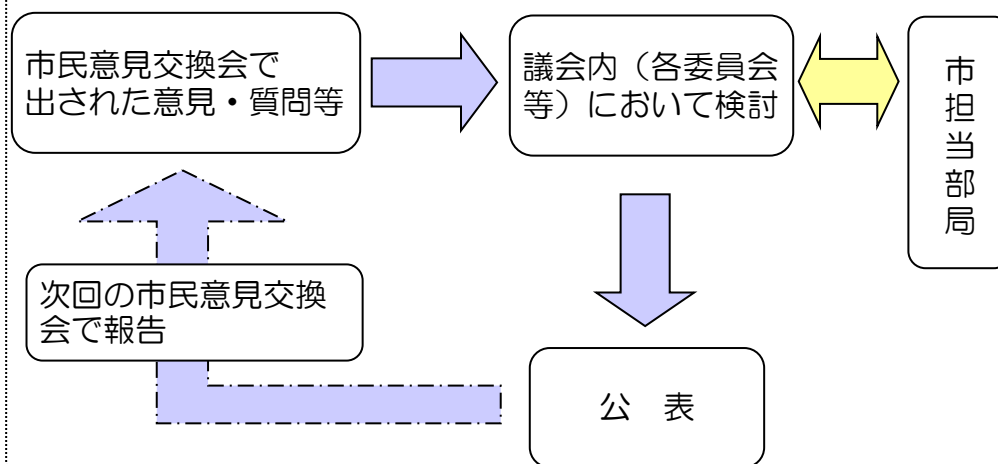 市民意見交換会で
出された意見・質問等
議会内（各委員会
等）において検討
市担当部局
次回の市民意見交換
会で報告
公　表